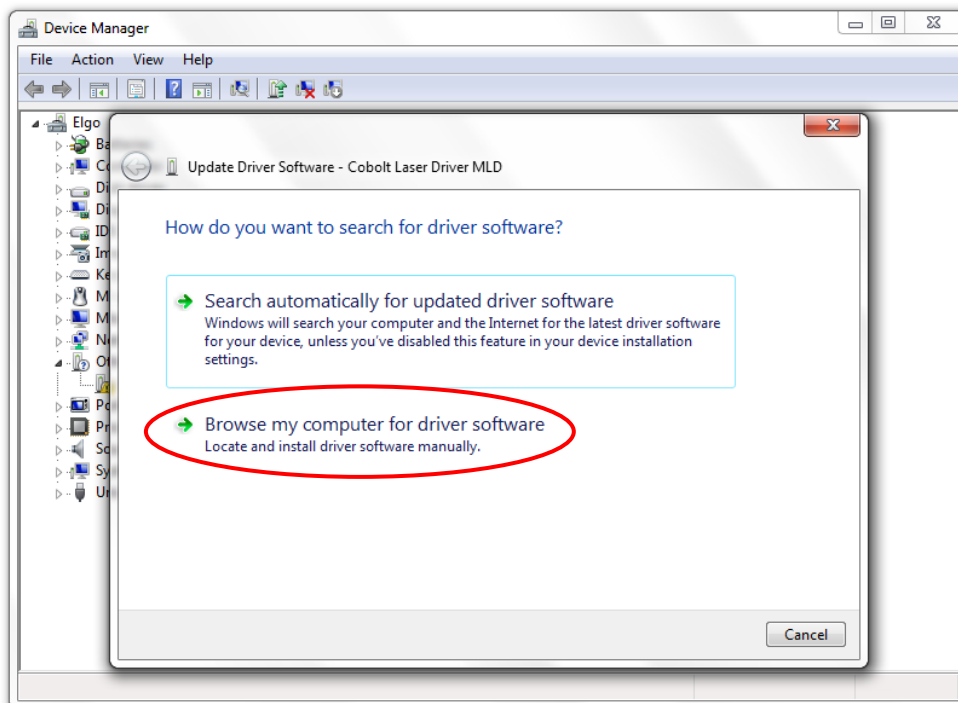 Device Manager
File Action View Help
Elgo
Update Driver Software - Cobolt Laser Driver MLD
How do you want to search for driver software?
Search automatically for updated driver software
Windows will search your computer and the Internet for the latest driver software
for your device, unless you've disabled this feature in your device installation
settings.
Browse my computer for driver software
Locate and install driver software manually.
Cancel